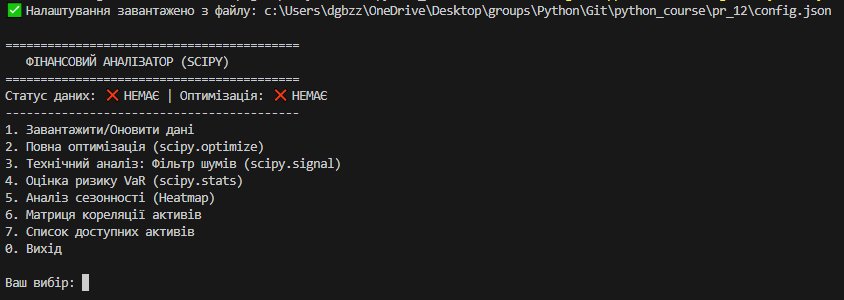 ✅ Налаштування завантажено з файлу: c:\Users\dgbzz\OneDrive\Desktop\groups\Python\Git\python_course\pr_12\config.json
==========================================
ФІНАНСОВИЙ АНАЛІЗАТОР (SCIPY)
==========================================
Статус даних: ❌ НЕМАЄ | Оптимізація: ❌ НЕМАЄ
------------------------------------------
1. Завантажити/Оновити дані
2. Повна оптимізація (scipy.optimize)
3. Технічний аналіз: Фільтр шумів (scipy.signal)
4. Оцінка ризику VaR (scipy.stats)
5. Аналіз сезонності (Heatmap)
6. Матриця кореляції активів
7. Список доступних активів
0. Вихід
Ваш вибір: